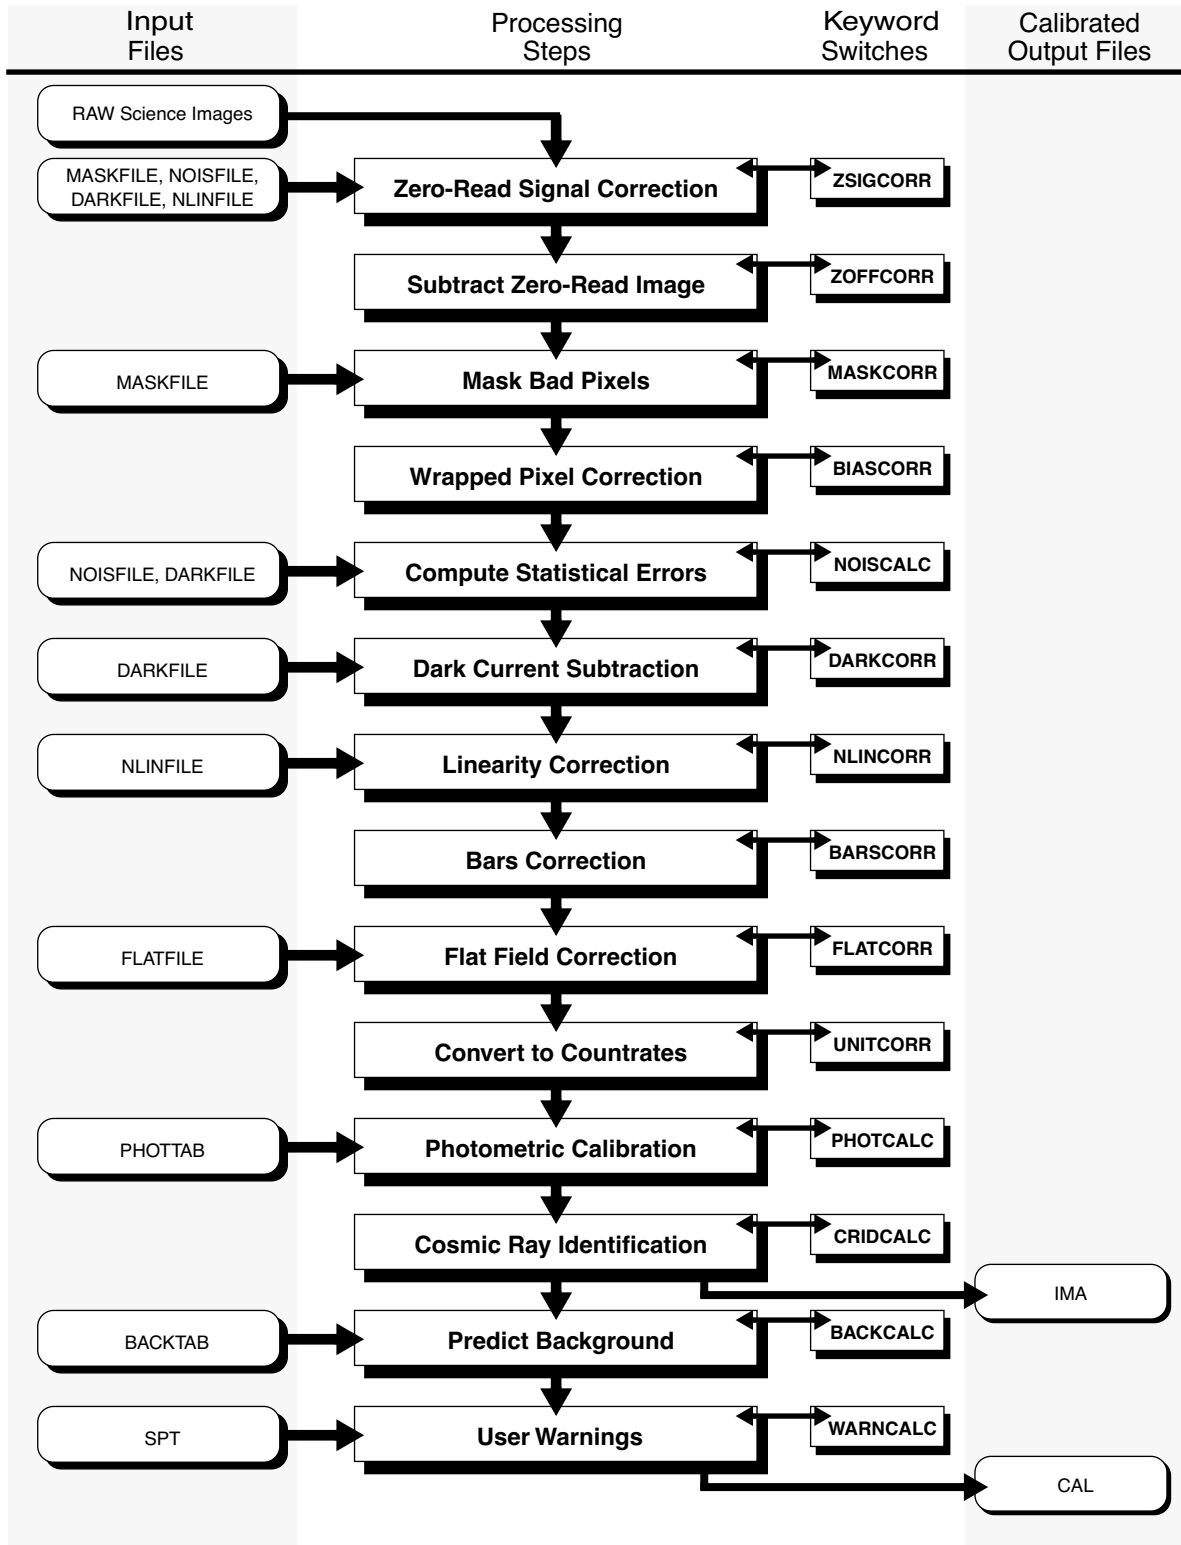 Input Files
Processing Steps
Keyword Switches
Calibrated Output Files
RAW Science Images
MASKFILE, NOISFILE,
DARKFILE, NLINFILE
Zero-Read Signal Correction
ZSIGCORR
Subtract Zero-Read Image
ZOFFCORR
MASKFILE
Mask Bad Pixels
MASKCORR
Wrapped Pixel Correction
BIASCORR
NOISFILE, DARKFILE
Compute Statistical Errors
NOISCALC
DARKFILE
Dark Current Subtraction
DARKCORR
NLINFILE
Linearity Correction
NLINCORR
Bars Correction
BARSCORR
FLATFILE
Flat Field Correction
FLATCORR
Convert to Countrates
UNITCORR
PHOTTAB
Photometric Calibration
PHOTCALC
Cosmic Ray Identification
CRIDCALC
IMA
BACKTAB
Predict Background
BACKCALC
SPT
User Warnings
WARNCALC
CAL